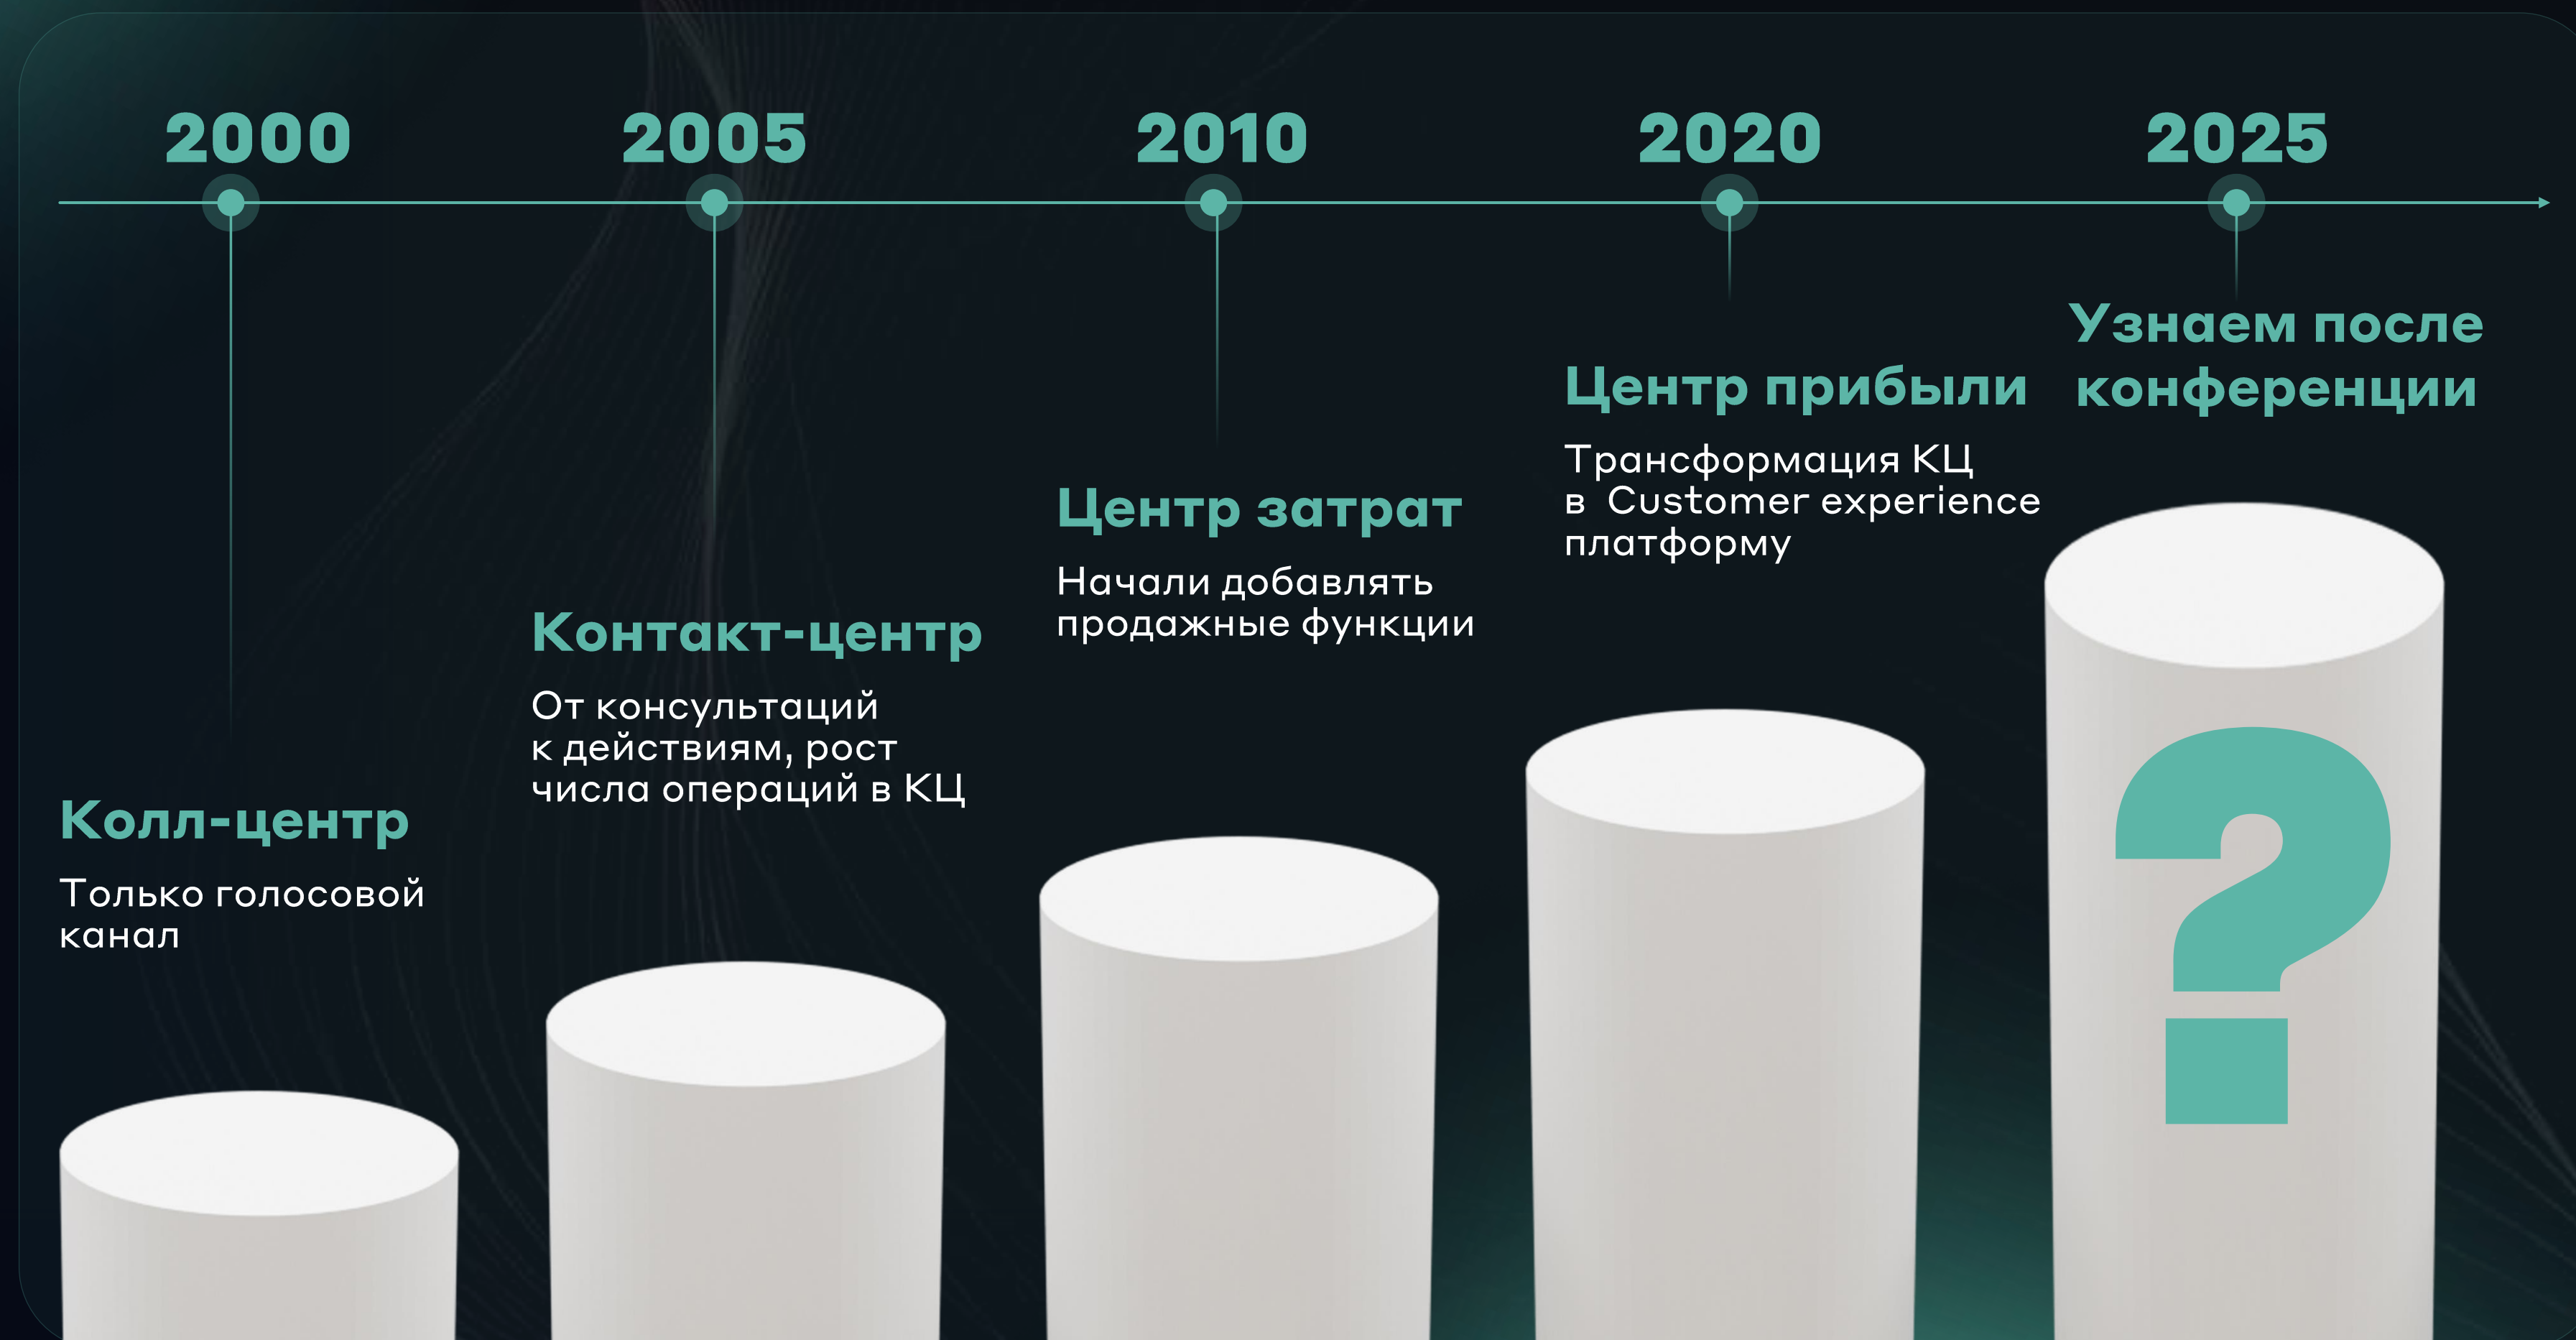 2000
2005
2010
2020
2025
Колл-центр
Только голосовой
канал
Контакт-центр
От консультаций
к действиям, рост
числа операций в КЦ
Центр затрат
Начали добавлять
продажные функции
Центр прибыли
Трансформация КЦ
в Customer experience
платформу
Узнаем после
конференции
?